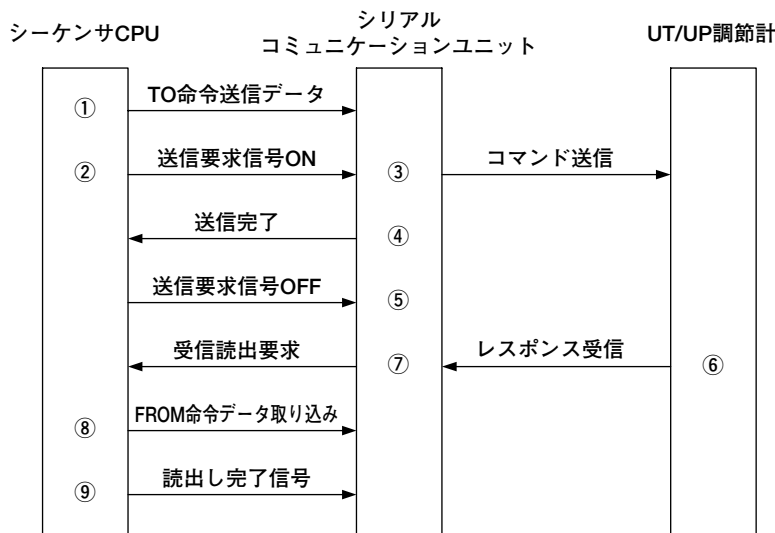 シーケンサCPU
シリアル
コミュニケーションユニット
UT/UP調節計
① TO命令送信データ
② 送信要求信号ON ③ コマンド送信
送信完了 ④
送信要求信号OFF ⑤
受信読出要求 ⑦ レスポンス受信 ⑥
⑧ FROM命令データ取り込み
⑨ 読出し完了信号